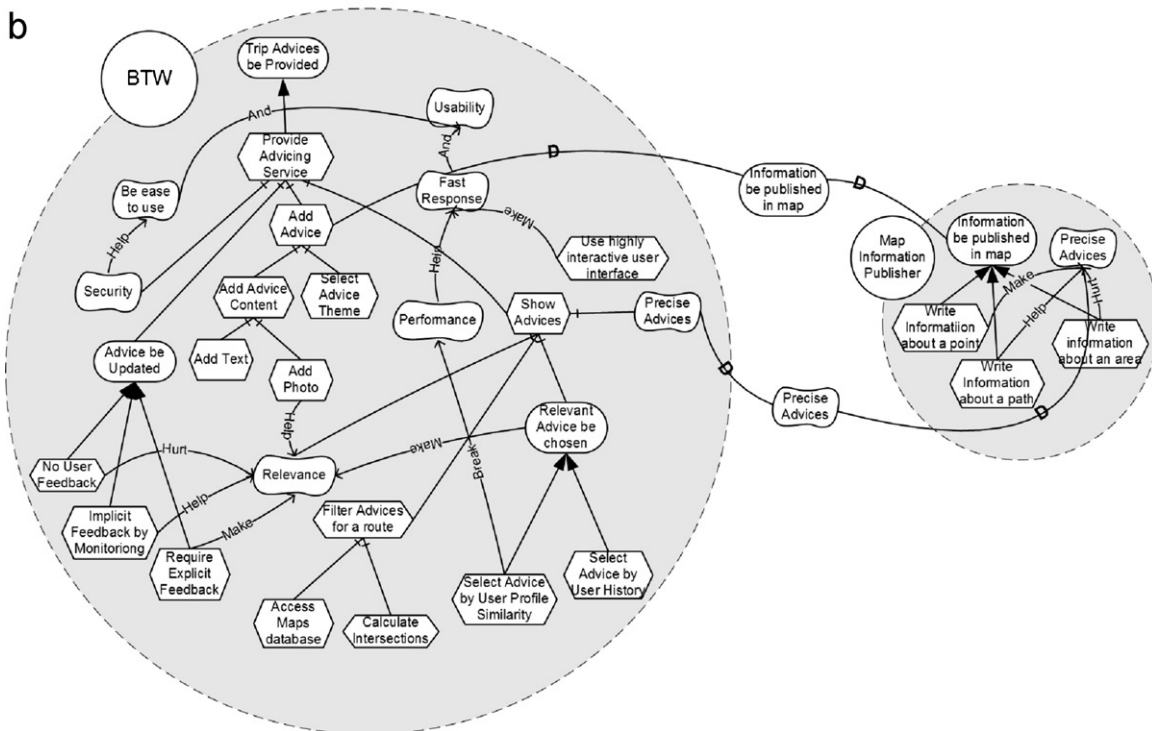 b
BTW
Trip Advices
be Provided
And
Usability
Provide
Advicing
Service
And
D
Be ease
to use
Fast
Response
Information
be published
in map
D
Help
Add
Advice
Make
Map
Information
Publisher
Information
be published
in map
Precise
Advices
Use highly
interactive user
interface
Security
Help
Add Advice
Content
Select
Advice
Theme
Make
Hurt
Performance
Show
Advices
Precise
Advices
Write
Informatiion
about a point
Help
Write
information
about an area
Advice be
Updated
Add Text
Add
Photo
D
Write
Information
about a path
Precise
Advices
D
Help
Relevant
Advice be
chosen
Hurt
Make
Break
No User
Feedback
Relevance
Help
Implicit
Feedback by
Monitoriong
Make
Filter Advices
for a route
Require
Explicit
Feedback
Select Advice
by User Profile
Similarity
Select
Advice by
User History
Access
Maps
database
Calculate
Intersections